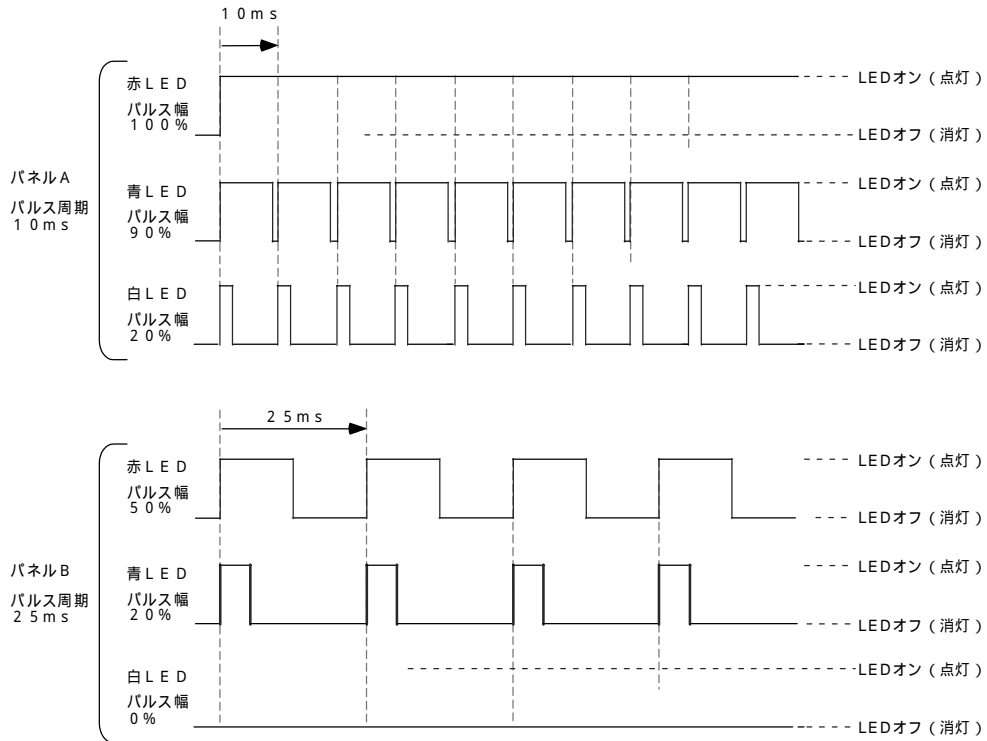 10ms
パネルA
パルス周期
10ms
赤LED
パルス幅
100%
LEDオン（点灯）
LEDオフ（消灯）
青LED
パルス幅
90%
LEDオン（点灯）
LEDオフ（消灯）
白LED
パルス幅
20%
LEDオン（点灯）
LEDオフ（消灯）
25ms
パネルB
パルス周期
25ms
赤LED
パルス幅
50%
LEDオン（点灯）
LEDオフ（消灯）
青LED
パルス幅
20%
LEDオン（点灯）
LEDオフ（消灯）
白LED
パルス幅
0%
LEDオン（点灯）
LEDオフ（消灯）